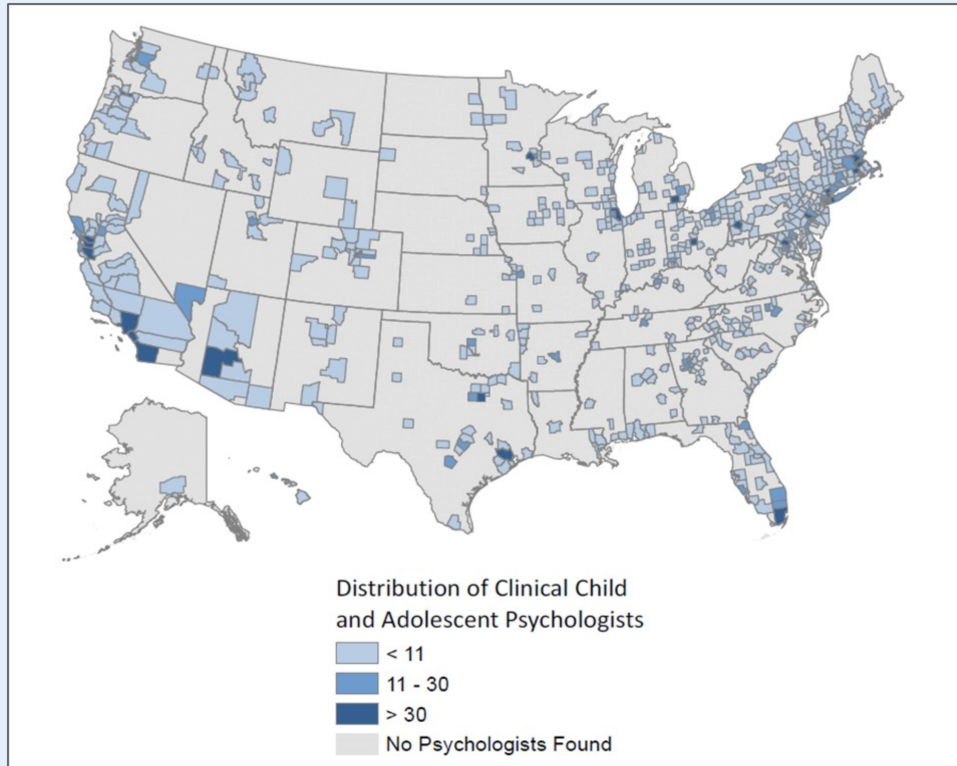 Distribution of Clinical Child
and Adolescent Psychologists
< 11
11 - 30
> 30
No Psychologists Found